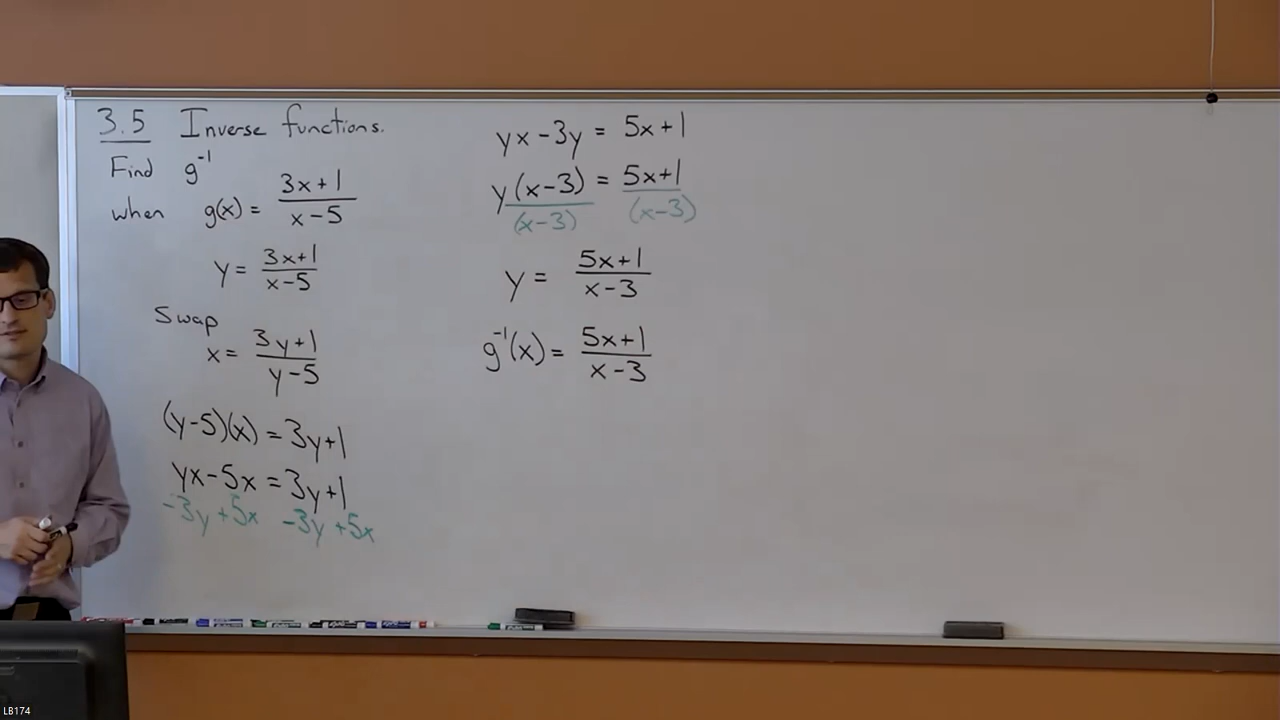 3.5 Inverse functions.
Find g⁻¹
when g(x) = (3x+1)/(x-5)
y = (3x+1)/(x-5)
Swap
x = (3y+1)/(y-5)
(y-5)(x) = 3y+1
yx-5x = 3y+1
-3y +5x -3y +5x
yx-3y = 5x+1
y(x-3)/(x-3) = (5x+1)/(x-3)
y = (5x+1)/(x-3)
g⁻¹(x) = (5x+1)/(x-3)
LB174